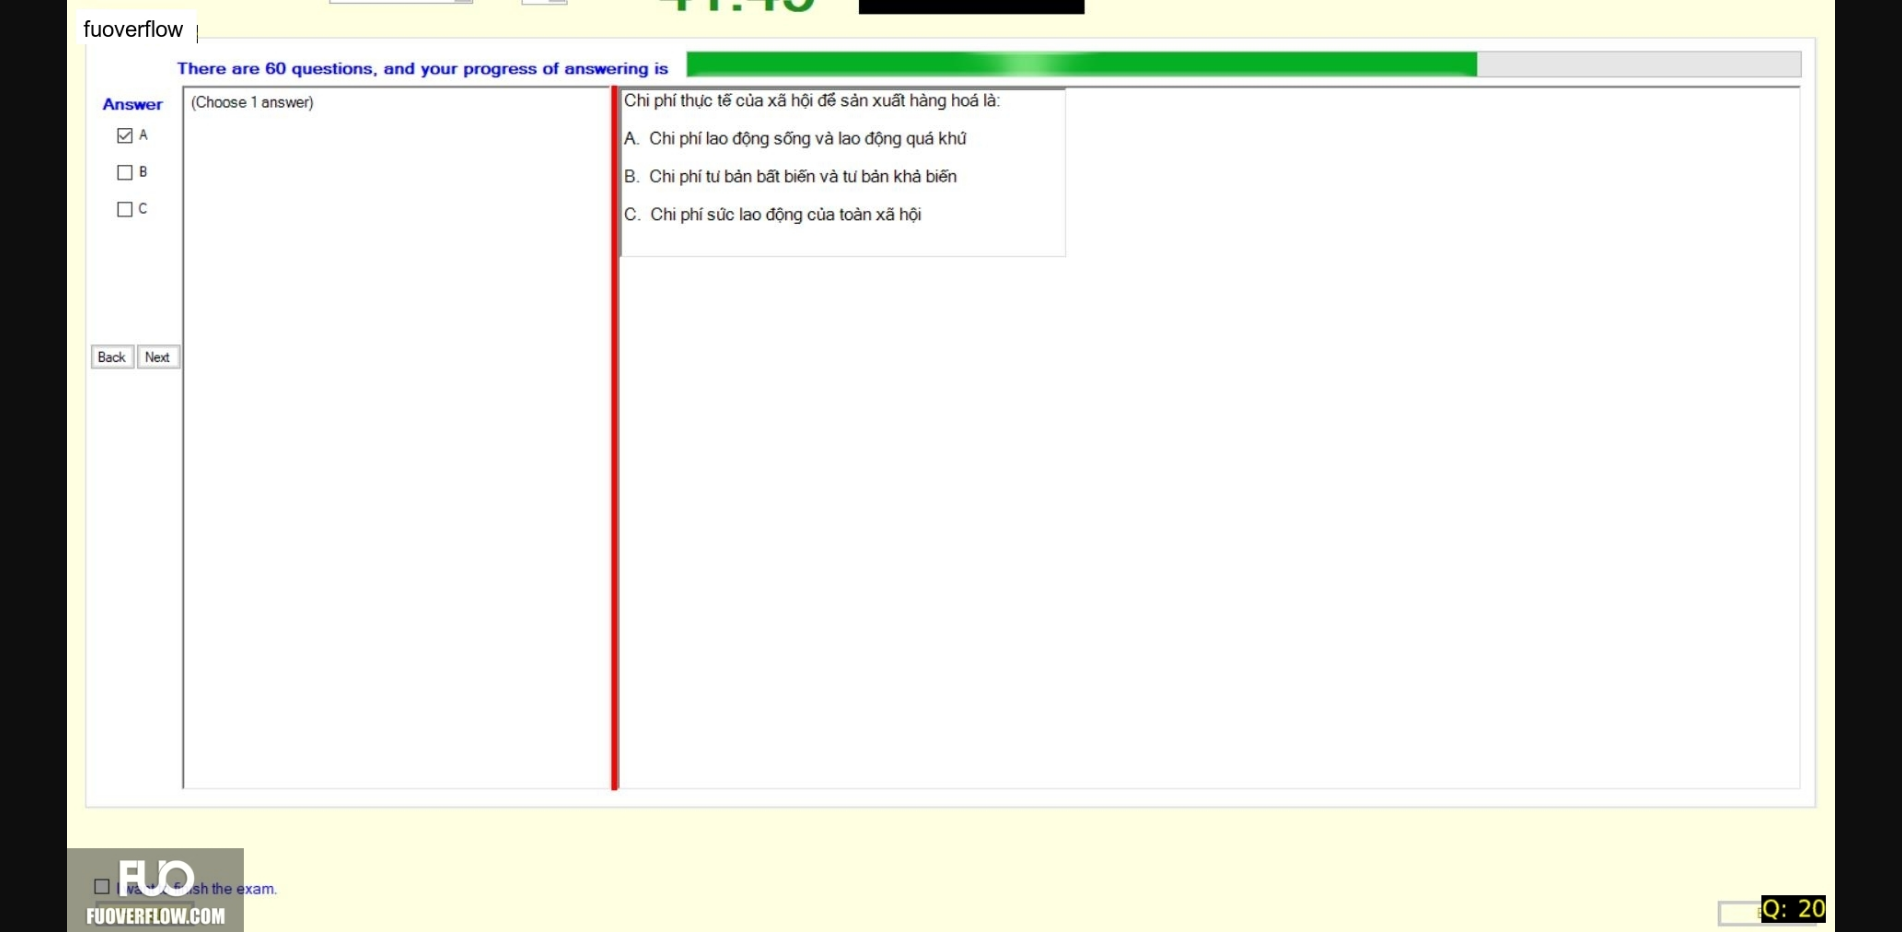 fuoverflow
There are 60 questions, and your progress of answering is
Answer
(Choose 1 answer)
A
B
C
Back Next
Chi phí thực tế của xã hội để sản xuất hàng hoá là:
A. Chi phí lao động sống và lao động quá khứ
B. Chi phí tư bản bất biến và tư bản khả biến
C. Chi phí sức lao động của toàn xã hội
FUO
the exam.
FUOVERFLOW.COM
Q: 20